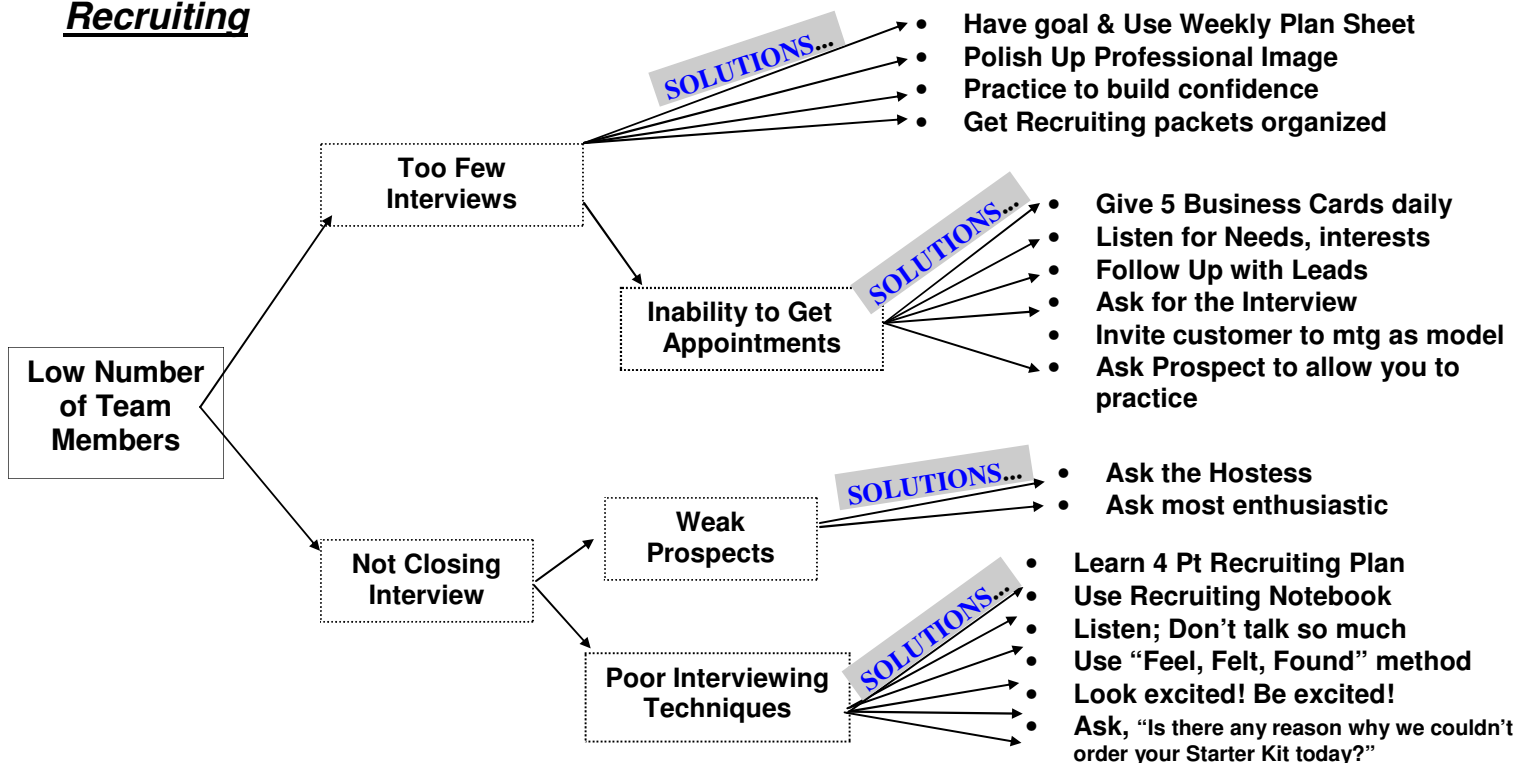 Recruiting
SOLUTIONS...
• Have goal & Use Weekly Plan Sheet
• Polish Up Professional Image
• Practice to build confidence
• Get Recruiting packets organized
Too Few
Interviews
SOLUTIONS...
• Give 5 Business Cards daily
• Listen for Needs, interests
• Follow Up with Leads
• Ask for the Interview
• Invite customer to mtg as model
• Ask Prospect to allow you to
practice
Inability to Get
Appointments
Low Number
of Team
Members
SOLUTIONS...
• Ask the Hostess
• Ask most enthusiastic
Weak
Prospects
Not Closing
Interview
SOLUTIONS...
• Learn 4 Pt Recruiting Plan
• Use Recruiting Notebook
• Listen; Don’t talk so much
• Use “Feel, Felt, Found” method
• Look excited! Be excited!
• Ask, “Is there any reason why we couldn’t
order your Starter Kit today?”
Poor Interviewing
Techniques